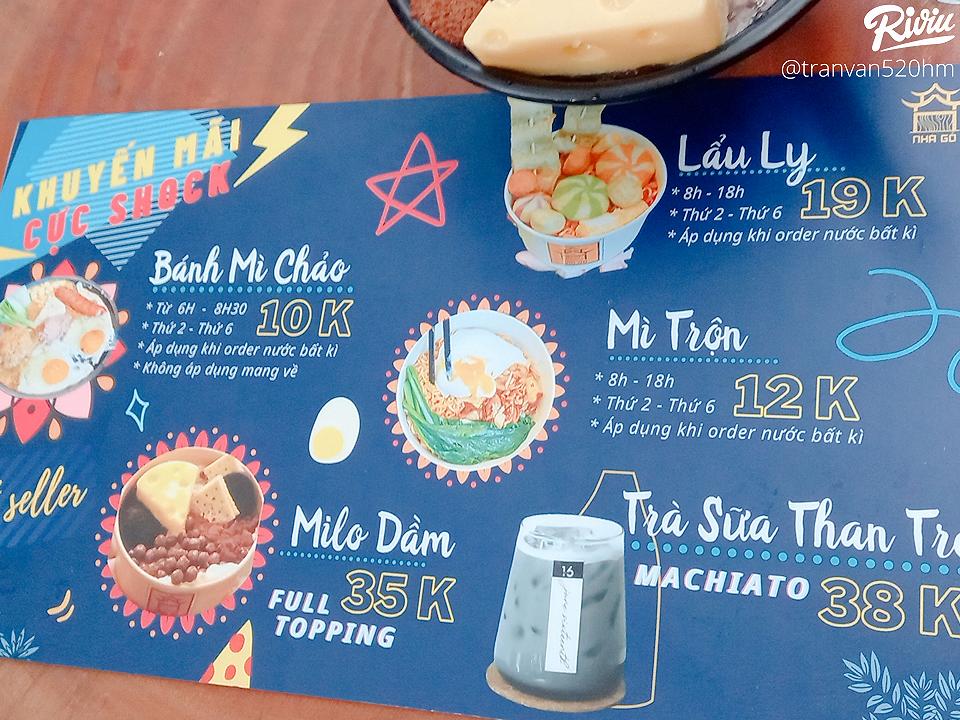 Riviu
@tranvan520hm
NHÀ GỖ
KHUYẾN MÃI
CỰC SHOCK
Lẩu Ly
* 8h - 18h
* Thứ 2 - Thứ 6
* Áp dụng khi order nước bất kì
19 K
Bánh Mì Chảo
* Từ 6H - 8H30
* Thứ 2 - Thứ 6
* Áp dụng khi order nước bất kì
* Không áp dụng mang về
10 K
Mì Trộn
* 8h - 18h
* Thứ 2 - Thứ 6
* Áp dụng khi order nước bất kì
12 K
seller
Milo Dầm
FULL
TOPPING
35 K
Trà Sữa Than Tre
MACHIATO
38 K
16